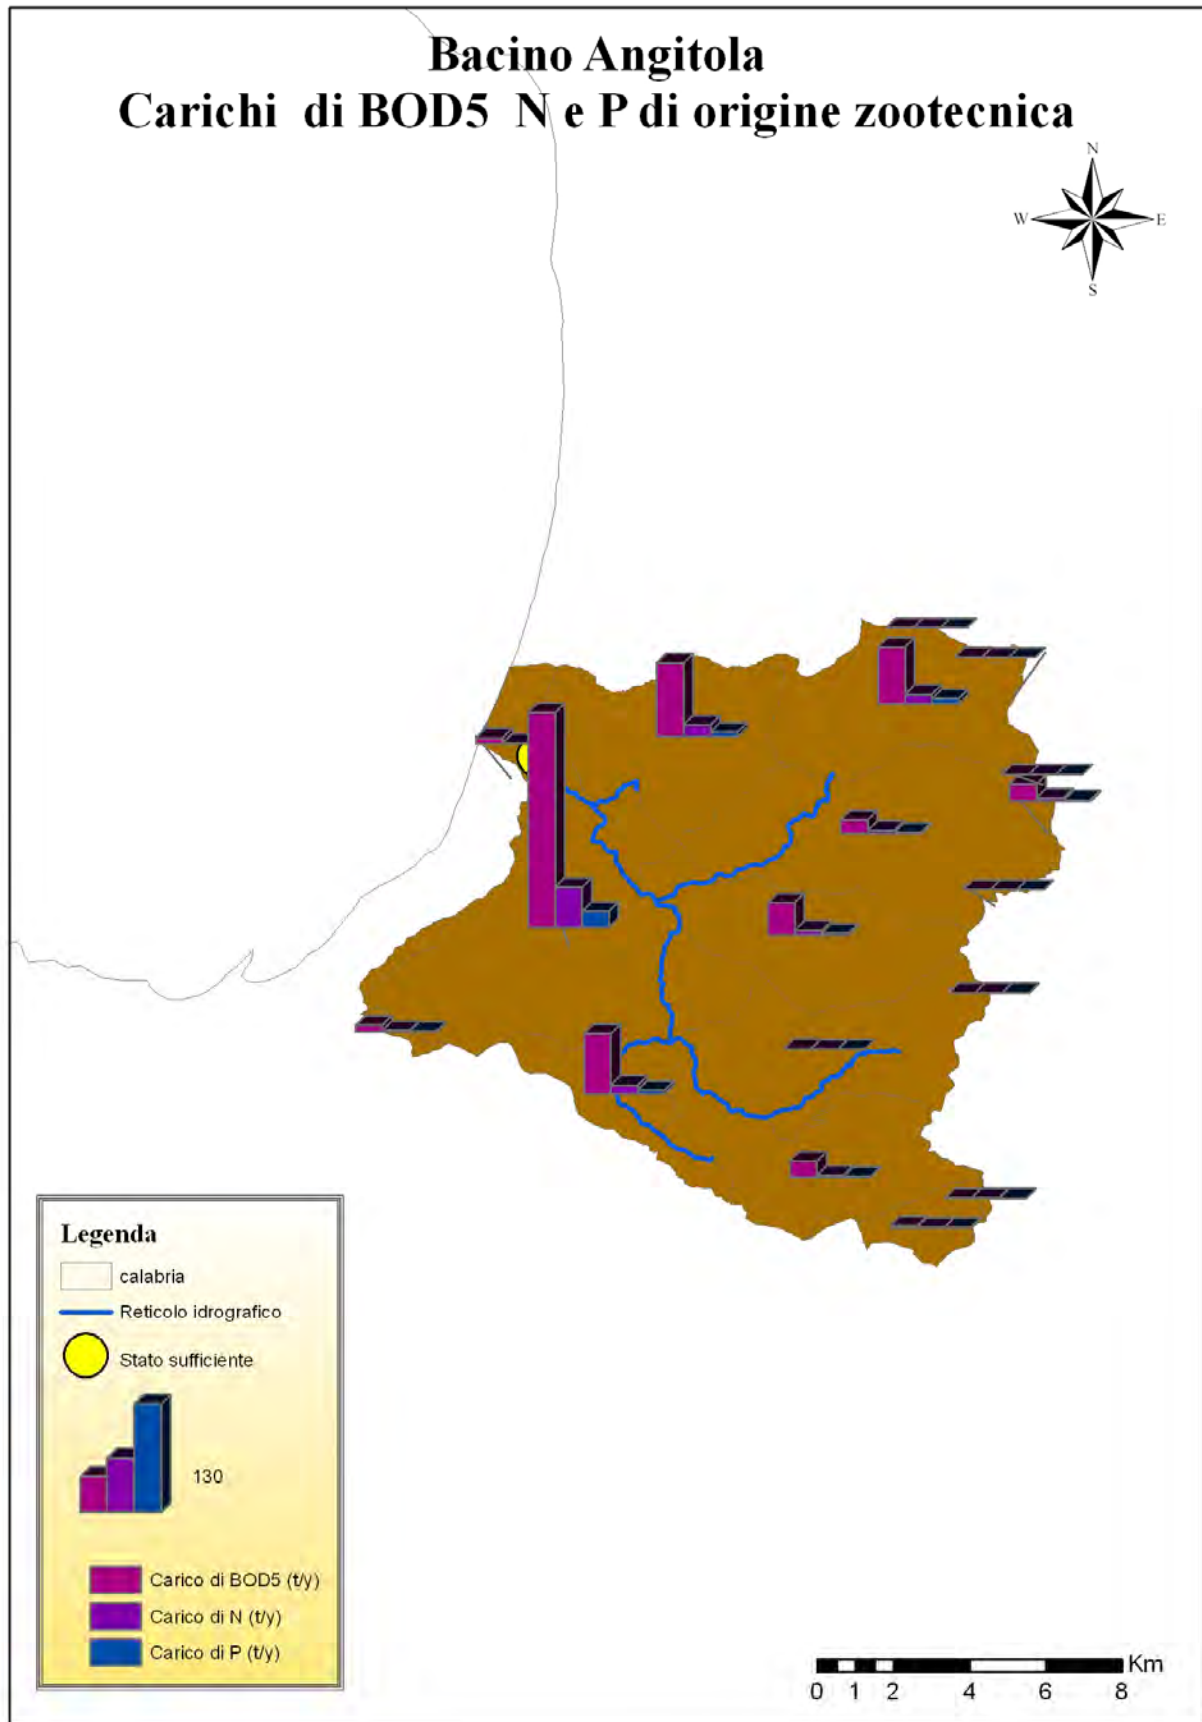 Bacino Angitola
Carichi di BOD5 N e P di origine zootecnica
N
W E
S
Legenda
calabria
Reticolo idrografico
Stato sufficiente
130
Carico di BOD5 (t/y)
Carico di N (t/y)
Carico di P (t/y)
Km
0 1 2 4 6 8